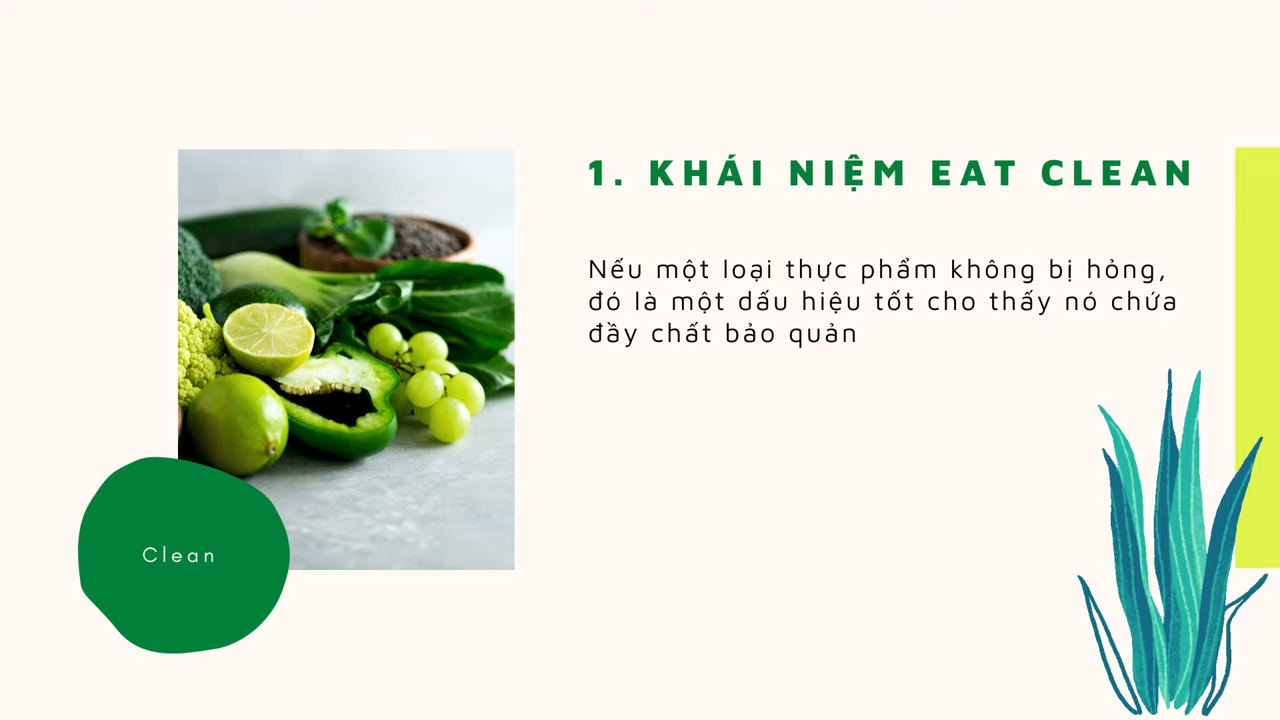 1. KHÁI NIỆM EAT CLEAN
Nếu một loại thực phẩm không bị hỏng,
đó là một dấu hiệu tốt cho thấy nó chứa
đầy chất bảo quản
Clean